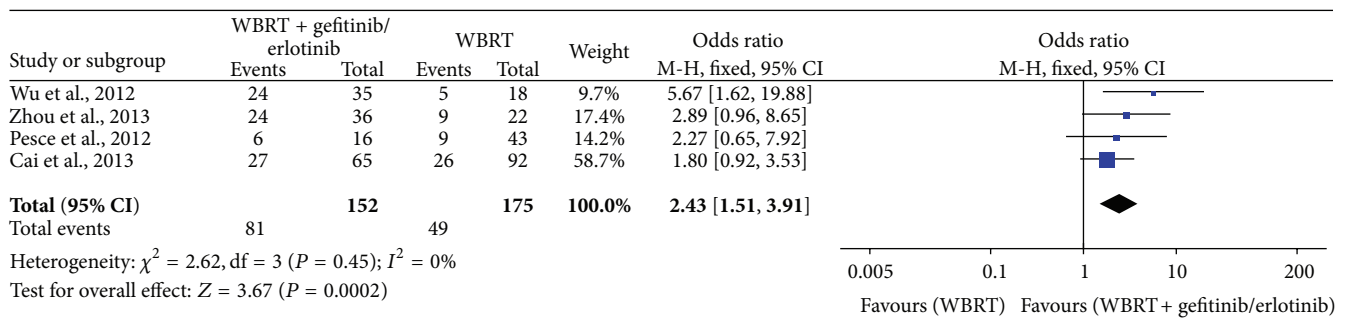 WBRT + gefitinib/
erlotinib
WBRT
Weight
Odds ratio
Odds ratio
Study or subgroup
Events Total Events Total M-H, fixed, 95% CI M-H, fixed, 95% CI
Wu et al., 2012 24 35 5 18 9.7% 5.67 [1.62, 19.88]
Zhou et al., 2013 24 36 9 22 17.4% 2.89 [0.96, 8.65]
Pesce et al., 2012 6 16 9 43 14.2% 2.27 [0.65, 7.92]
Cai et al., 2013 27 65 26 92 58.7% 1.80 [0.92, 3.53]
Total (95% CI) 152 175 100.0% 2.43 [1.51, 3.91]
Total events 81 49
Heterogeneity: χ² = 2.62, df = 3 (P = 0.45); I² = 0%
Test for overall effect: Z = 3.67 (P = 0.0002)
0.005 0.1 1 10 200
Favours (WBRT) Favours (WBRT + gefitinib/erlotinib)